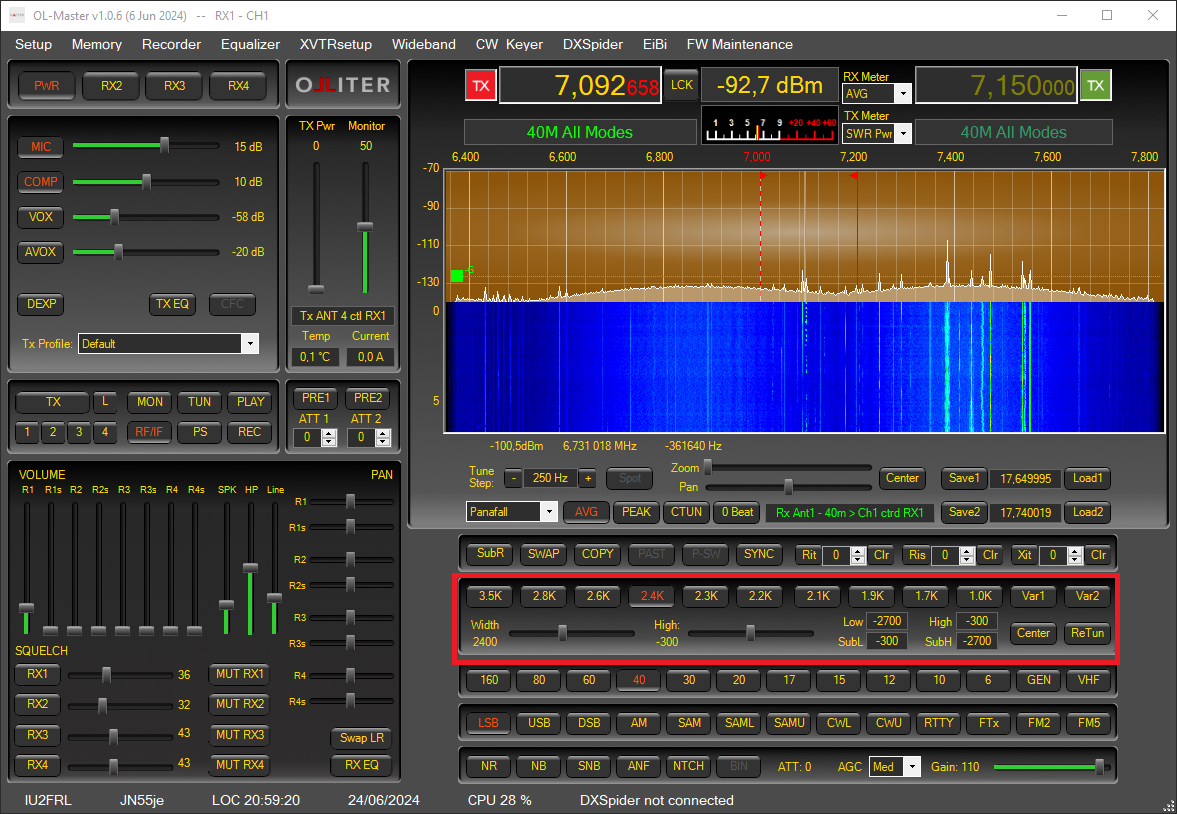 OL-Master v1.0.6 (6 Jun 2024) -- RX1 - CH1
Setup Memory Recorder Equalizer XVTRsetup Wideband CW Keyer DXSpider EiBi FW Maintenance
PWR RX2 RX3 RX4
OLLITER
TX 7,092 658 LCK -92,7 dBm RX Meter AVG 7,150 000 TX
1 3 5 7 9 +20 +40 +60 TX Meter SWR Pwr
40M All Modes 40M All Modes
MIC 15 dB
COMP 10 dB
VOX -58 dB
AVOX -20 dB
DEXP TX EQ CFC
Tx Profile: Default
TX Pwr Monitor
0 50
Tx ANT 4 ctl RX1
Temp Current
0,1 °C 0,0 A
6,400 6,600 6,800 7,000 7,200 7,400 7,600 7,800
-70
-90
-110
-130
-G
0
5
-100,5dBm 6,731 018 MHz -361640 Hz
TX L MON TUN PLAY
1 2 3 4 RF/IF PS REC
PRE1 PRE2
ATT 1 ATT 2
0 0
Tune Step: - 250 Hz + Spot Zoom Pan Center Save1 17,649995 Load1
Panafall AVG PEAK CTUN 0 Beat Rx Ant1 - 40m > Ch1 ctrd RX1 Save2 17,740019 Load2
VOLUME PAN
R1 R1s R2 R2s R3 R3s R4 R4s SPK HP Line
R1
R1s
R2
R2s
R3
R3s
R4
R4s
SQUELCH
RX1 36 MUT RX1
RX2 32 MUT RX2
RX3 43 MUT RX3
RX4 43 MUT RX4
Swap LR
RX EQ
SubR SWAP COPY PAST P-SW SYNC Rit 0 Clr Ris 0 Clr Xit 0 Clr
3.5K 2.8K 2.6K 2.4K 2.3K 2.2K 2.1K 1.9K 1.7K 1.0K Var1 Var2
Width High: Low -2700 High -300 Center ReTun
2400 -300 SubL -300 SubH -2700
160 80 60 40 30 20 17 15 12 10 6 GEN VHF
LSB USB DSB AM SAM SAML SAMU CWL CWU RTTY FTx FM2 FM5
NR NB SNB ANF NTCH BIN ATT: 0 AGC Med Gain: 110
IU2FRL JN55je LOC 20:59:20 24/06/2024 CPU 28 % DXSpider not connected